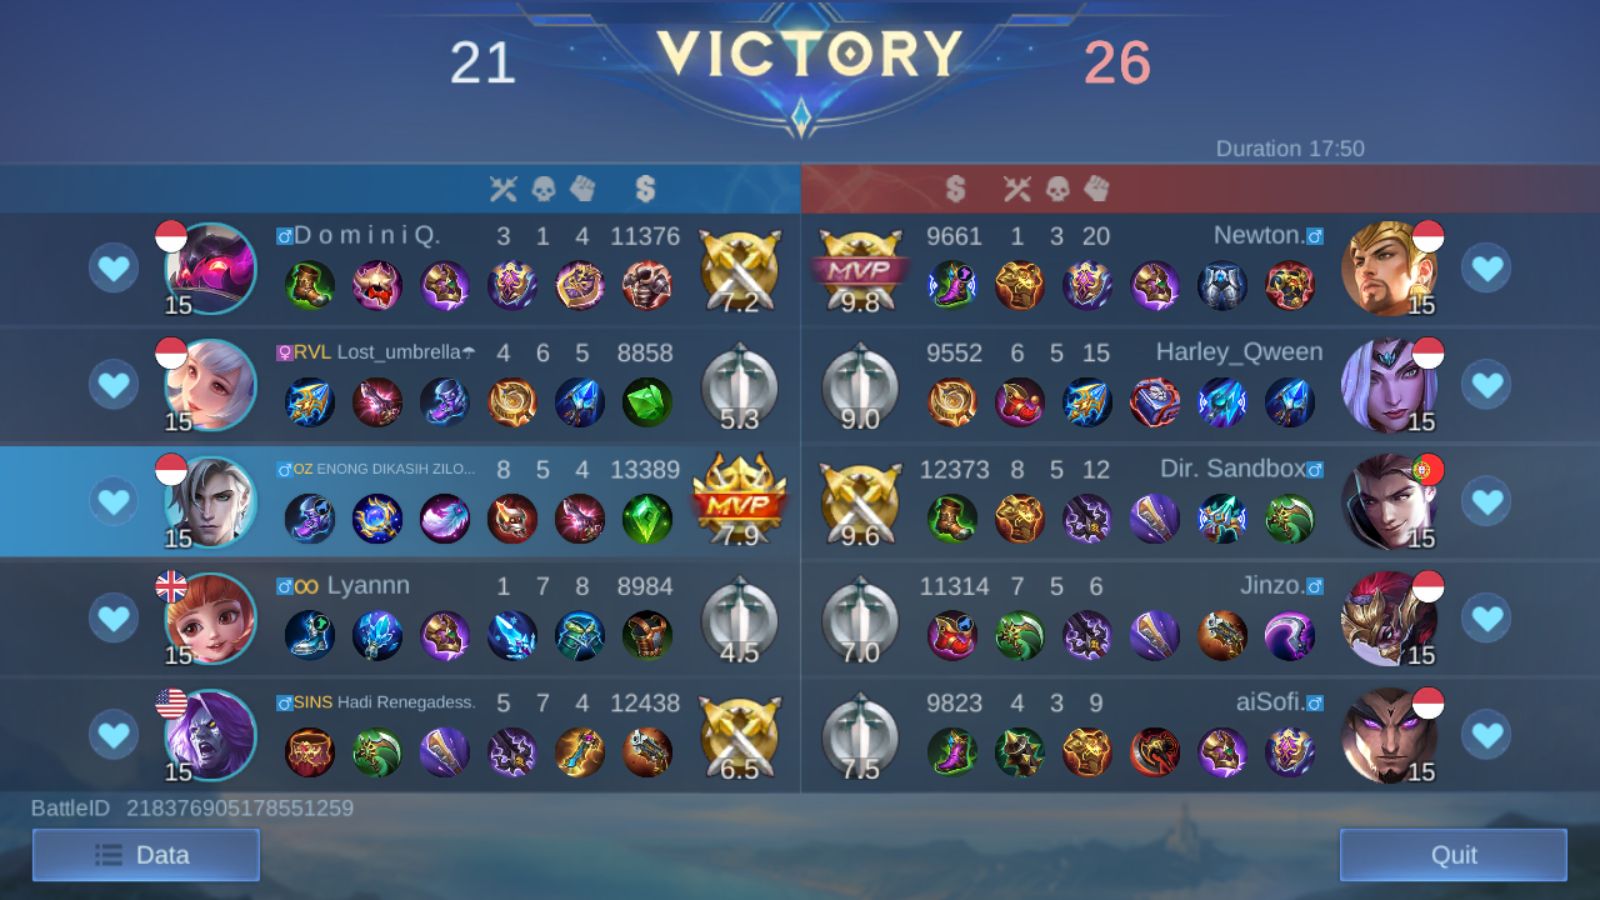 21 VICTORY 26
Duration 17:50
D o m i n i Q. 3 1 4 11376
15 7.2
9661 1 3 20 Newton.
MVP 9.8 15
RVL Lost_umbrella☂ 4 6 5 8858
15 5.3
9552 6 5 15 Harley_Qween
9.0 15
OZ ENONG DIKASIH ZILO... 8 5 4 13389
15 MVP 7.9
12373 8 5 12 Dir. Sandbox
9.6 15
∞ Lyannn 1 7 8 8984
15 4.5
11314 7 5 6 Jinzo.
7.0 15
SINS Hadi Renegadess. 5 7 4 12438
15 6.5
9823 4 3 9 aiSofi.
7.5 15
BattleID 218376905178551259
Data
Quit